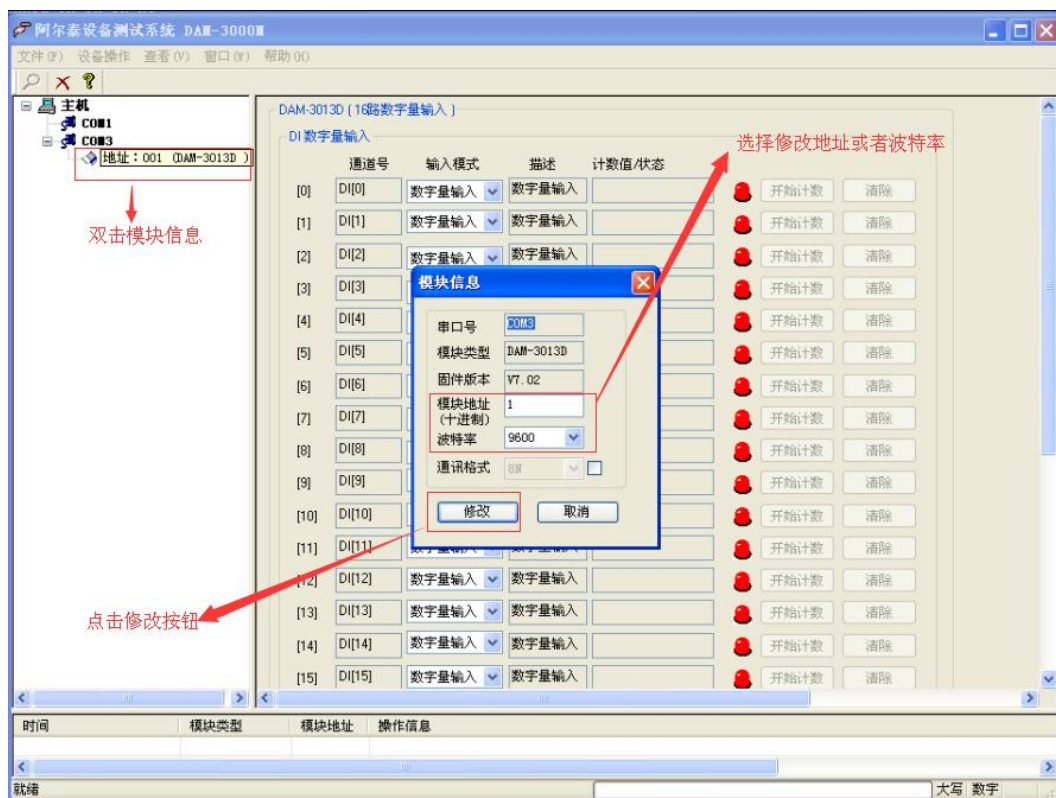 阿尔泰设备测试系统 DAM-3000M
文件(F) 设备操作 查看(V) 窗口(W) 帮助(H)
主机
COM1
COM3
地址：001 (DAM-3013D )
双击模块信息
点击修改按钮
选择修改地址或者波特率
DAM-3013D ( 16路数字量输入 )
DI 数字量输入
通道号 输入模式 描述 计数值/状态
[0] DI[0] 数字量输入 数字量输入 开始计数 清除
[1] DI[1] 数字量输入 数字量输入 开始计数 清除
[2] DI[2] 数字量输入 数字量输入 开始计数 清除
[3] DI[3] 开始计数 清除
[4] DI[4] 开始计数 清除
[5] DI[5] 开始计数 清除
[6] DI[6] 开始计数 清除
[7] DI[7] 开始计数 清除
[8] DI[8] 开始计数 清除
[9] DI[9] 开始计数 清除
[10] DI[10] 开始计数 清除
[11] DI[11] 数字量输入 数字量输入 开始计数 清除
[12] DI[12] 数字量输入 数字量输入 开始计数 清除
[13] DI[13] 数字量输入 数字量输入 开始计数 清除
[14] DI[14] 数字量输入 数字量输入 开始计数 清除
[15] DI[15] 数字量输入 数字量输入 开始计数 清除
模块信息
串口号 COM3
模块类型 DAM-3013D
固件版本 V7.02
模块地址 1
(十进制)
波特率 9600
通讯格式 8N
修改 取消
时间 模块类型 模块地址 操作信息
就绪 大写 数字